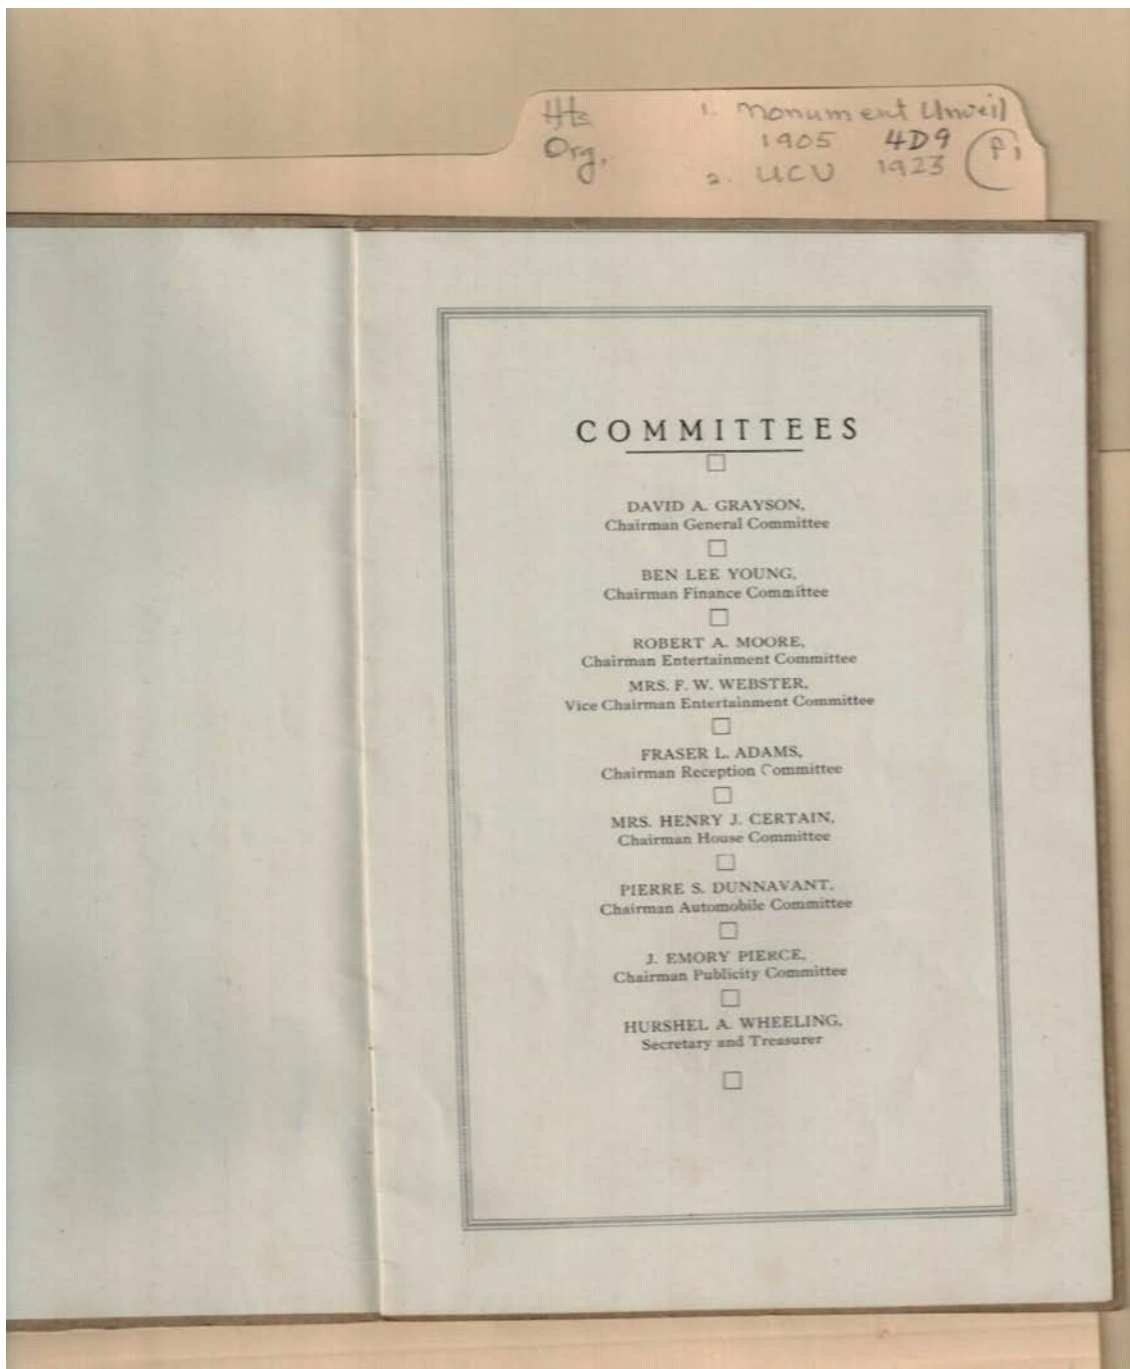 Hts.
Org.
1. Monument Unveil
1905 4D9
2. UCU 1923
COMMITTEES
DAVID A. GRAYSON,
Chairman General Committee
BEN LEE YOUNG,
Chairman Finance Committee
ROBERT A. MOORE,
Chairman Entertainment Committee
MRS. F. W. WEBSTER,
Vice Chairman Entertainment Committee
FRASER L. ADAMS,
Chairman Reception Committee
MRS. HENRY J. CERTAIN,
Chairman House Committee
PIERRE S. DUNNAVANT,
Chairman Automobile Committee
J. EMORY PIERCE,
Chairman Publicity Committee
HURSHEL A. WHEELING,
Secretary and Treasurer